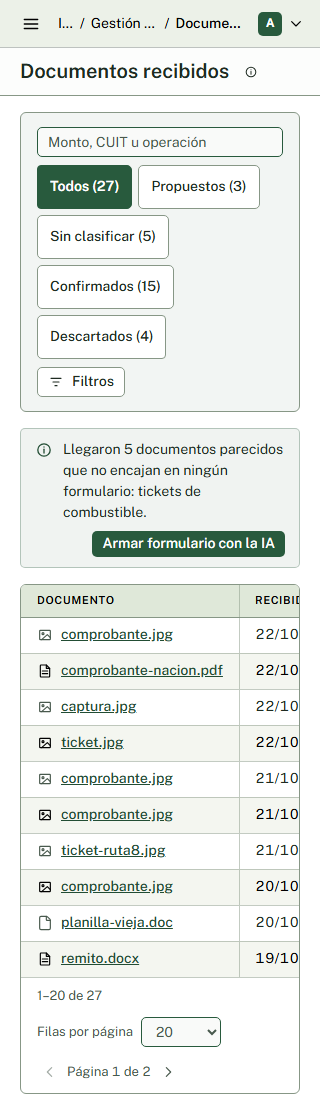 I... / Gestión ... / Docume... A
Documentos recibidos
Monto, CUIT u operación
Todos (27) Propuestos (3)
Sin clasificar (5)
Confirmados (15)
Descartados (4)
Filtros
Llegaron 5 documentos parecidos
que no encajan en ningún
formulario: tickets de
combustible.
Armar formulario con la IA
DOCUMENTO RECIBID
comprobante.jpg 22/10
comprobante-nacion.pdf 22/10
captura.jpg 22/10
ticket.jpg 22/10
comprobante.jpg 21/10
comprobante.jpg 21/10
ticket-ruta8.jpg 21/10
comprobante.jpg 20/10
planilla-vieja.doc 20/10
remito.docx 19/10
1–20 de 27
Filas por página 20
Página 1 de 2